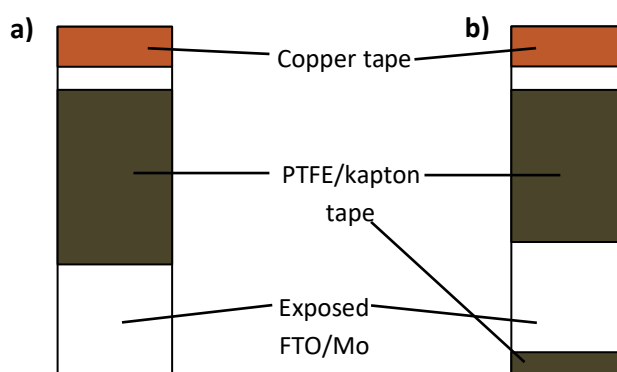 a)
b)
Copper tape
PTFE/kapton
tape
Exposed
FTO/Mo